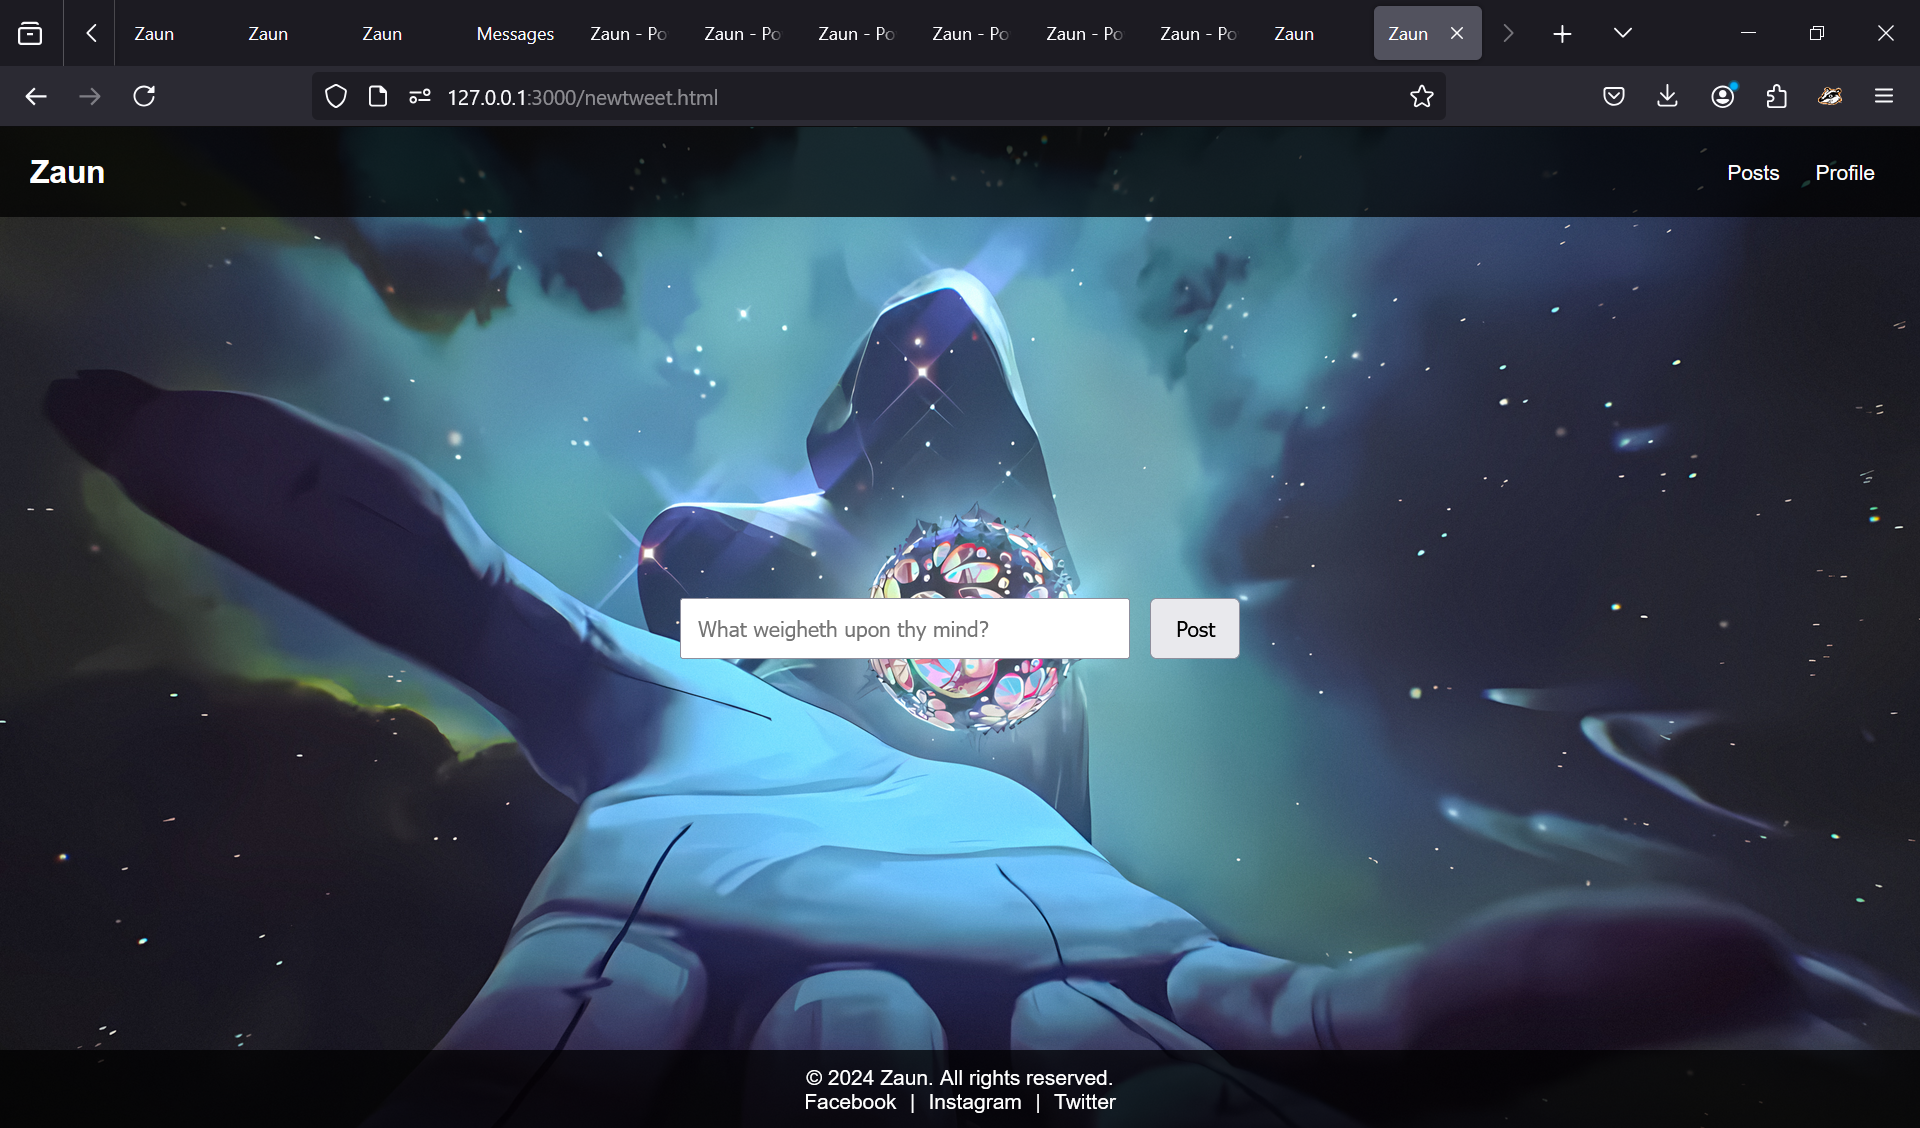 Zaun Zaun Zaun Messages Zaun - Po Zaun - Po Zaun - Po Zaun - Po Zaun - Po Zaun - Po Zaun Zaun
127.0.0.1:3000/newtweet.html
Zaun Posts Profile
What weigheth upon thy mind? Post
© 2024 Zaun. All rights reserved.
Facebook | Instagram | Twitter